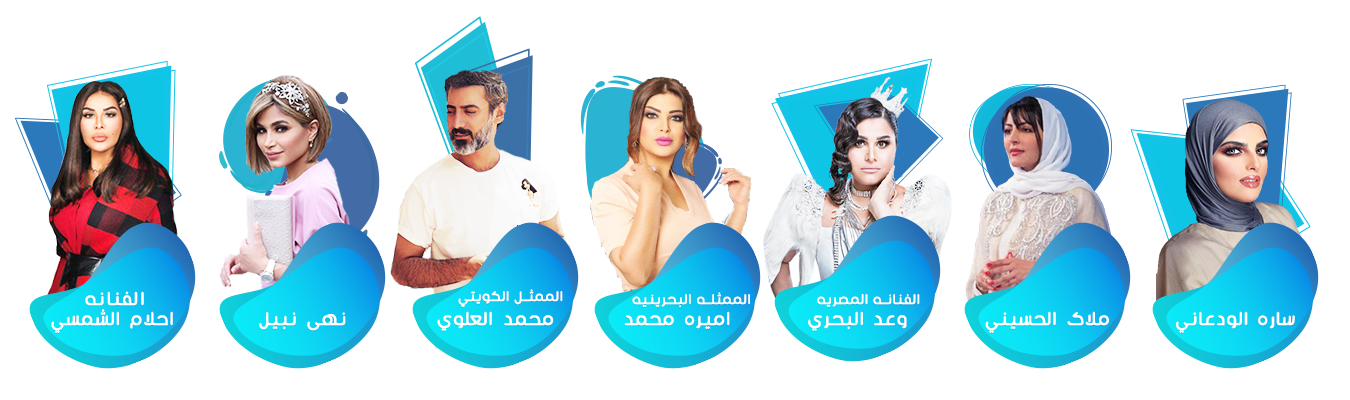 الفنانه
احلام الشمسي
نهى نبيل
الممثل الكويتي
محمد العلوي
الممثله البحرينيه
اميره محمد
الفنانه المصريه
وعد البحري
ملاك الحسيني
ساره الودعاني